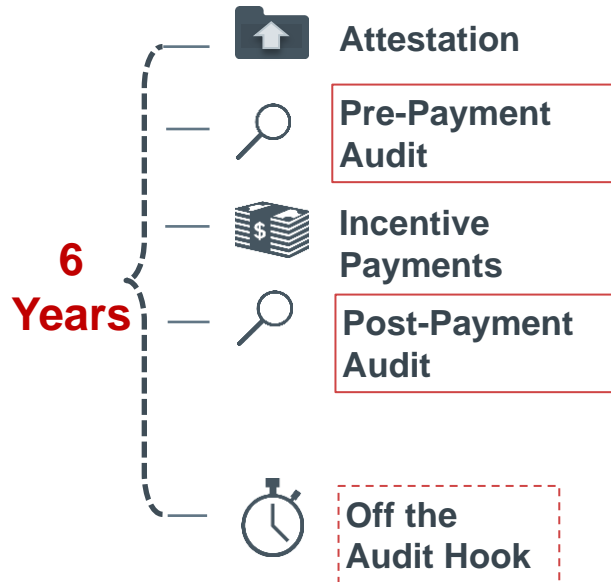 Attestation
Pre-Payment
Audit
$
Incentive
Payments
6
Years
Post-Payment
Audit
Off the
Audit Hook